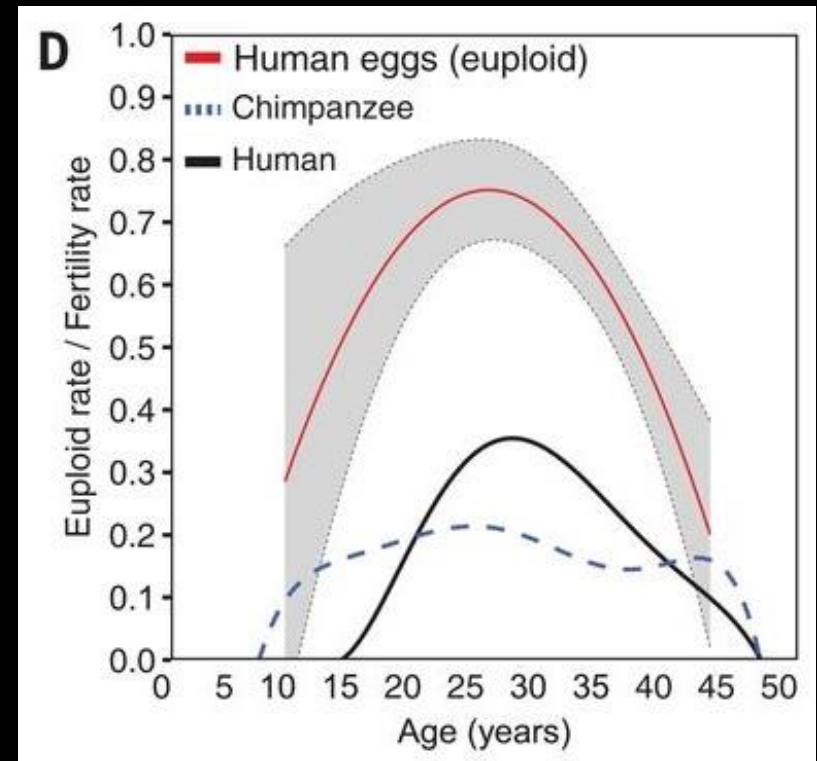 D
Human eggs (euploid)
Chimpanzee
Human
Euploid rate / Fertility rate
1.0
0.9
0.8
0.7
0.6
0.5
0.4
0.3
0.2
0.1
0.0
0 5 10 15 20 25 30 35 40 45 50
Age (years)